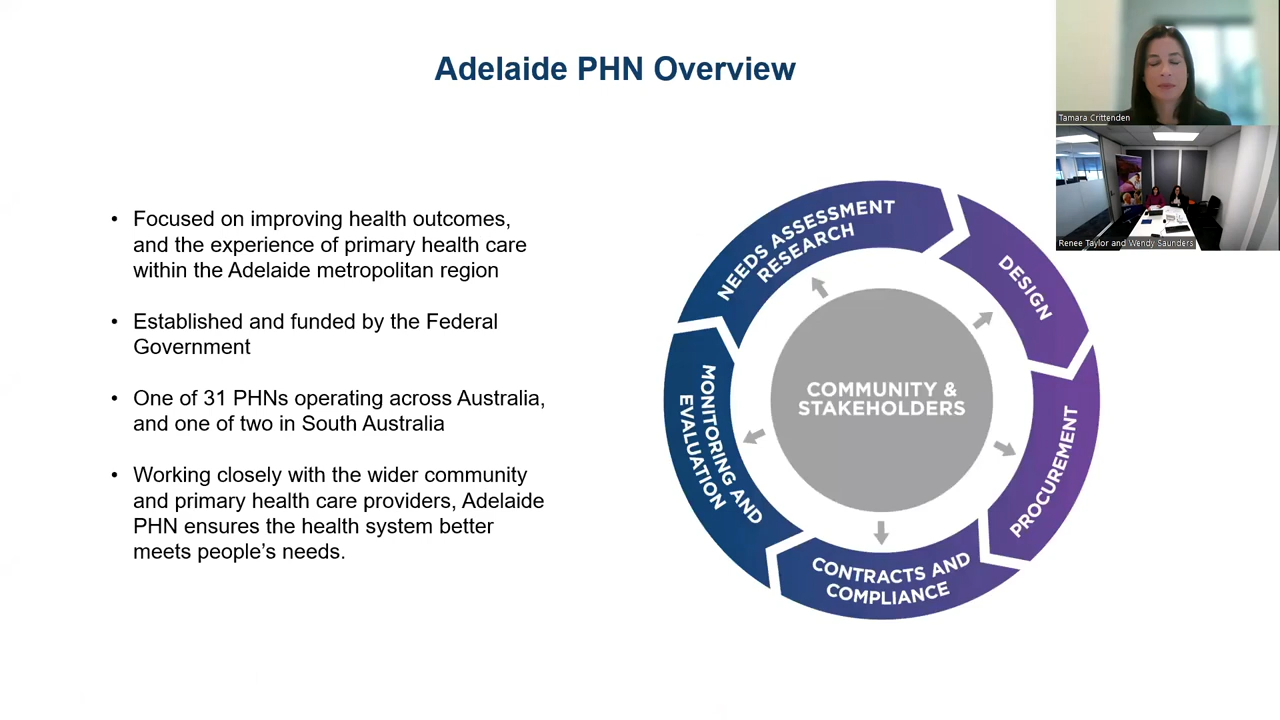 Adelaide PHN Overview
• Focused on improving health outcomes,
and the experience of primary health care
within the Adelaide metropolitan region
• Established and funded by the Federal
Government
• One of 31 PHNs operating across Australia,
and one of two in South Australia
• Working closely with the wider community
and primary health care providers, Adelaide
PHN ensures the health system better
meets people’s needs.
NEEDS ASSESSMENT
RESEARCH
DESIGN
PROCUREMENT
CONTRACTS AND
COMPLIANCE
MONITORING AND
EVALUATION
COMMUNITY &
STAKEHOLDERS
Tamara Crittenden
Renee Taylor and Wendy Saunders